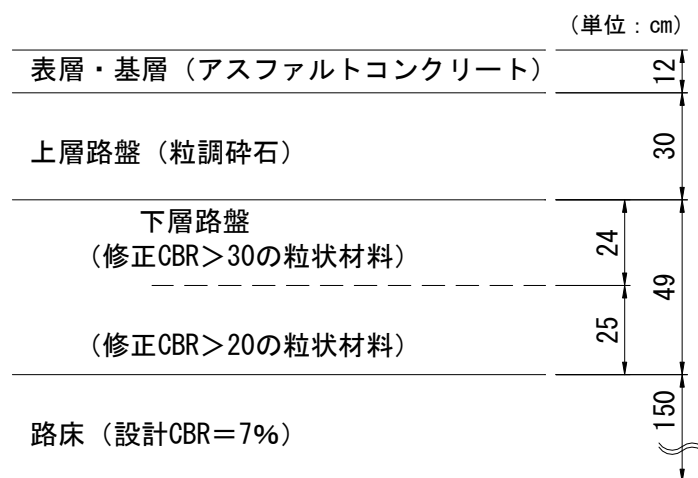 （単位：cm）
表層・基層（アスファルトコンクリート）
12
上層路盤（粒調砕石）
30
下層路盤
（修正CBR＞30の粒状材料）
24
49
（修正CBR＞20の粒状材料）
25
路床（設計CBR＝7%）
150